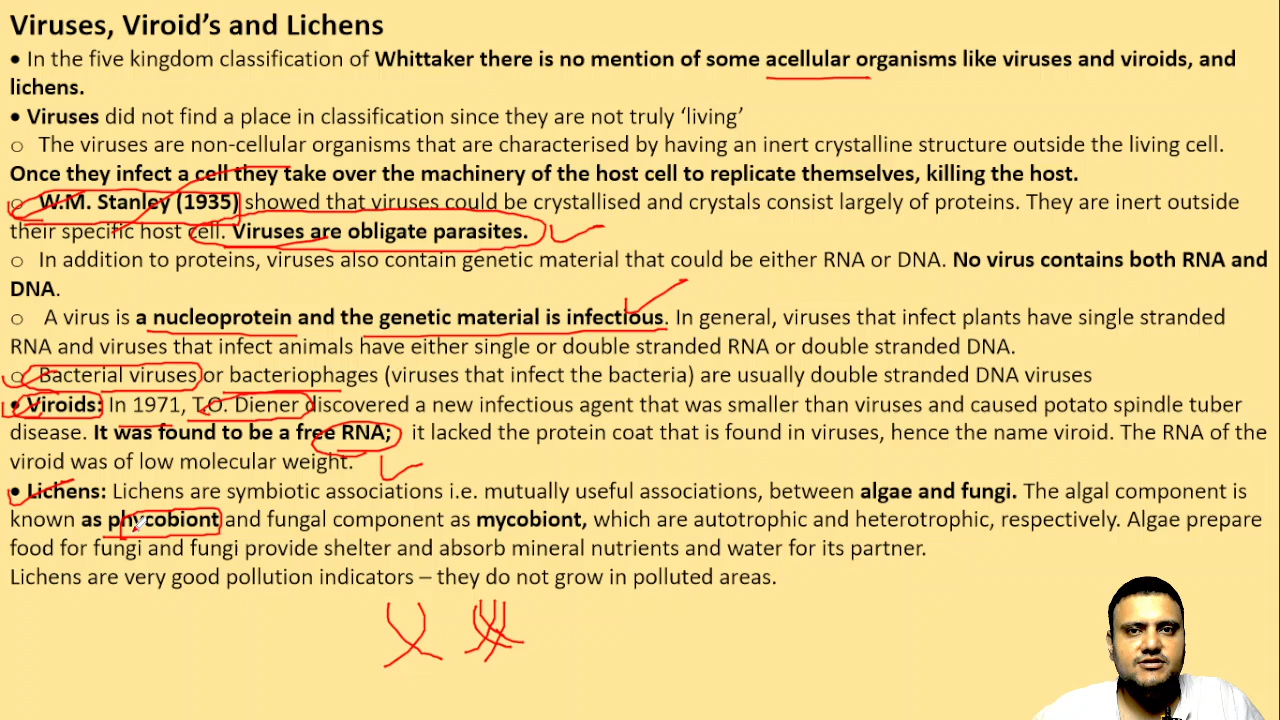 Viruses, Viroid's and Lichens
• In the five kingdom classification of Whittaker there is no mention of some acellular organisms like viruses and viroids, and
lichens.
• Viruses did not find a place in classification since they are not truly ‘living’
○ The viruses are non-cellular organisms that are characterised by having an inert crystalline structure outside the living cell.
Once they infect a cell they take over the machinery of the host cell to replicate themselves, killing the host.
○ W.M. Stanley (1935) showed that viruses could be crystallised and crystals consist largely of proteins. They are inert outside
their specific host cell. Viruses are obligate parasites.
○ In addition to proteins, viruses also contain genetic material that could be either RNA or DNA. No virus contains both RNA and
DNA.
○ A virus is a nucleoprotein and the genetic material is infectious. In general, viruses that infect plants have single stranded
RNA and viruses that infect animals have either single or double stranded RNA or double stranded DNA.
○ Bacterial viruses or bacteriophages (viruses that infect the bacteria) are usually double stranded DNA viruses
• Viroids: In 1971, T.O. Diener discovered a new infectious agent that was smaller than viruses and caused potato spindle tuber
disease. It was found to be a free RNA; it lacked the protein coat that is found in viruses, hence the name viroid. The RNA of the
viroid was of low molecular weight.
• Lichens: Lichens are symbiotic associations i.e. mutually useful associations, between algae and fungi. The algal component is
known as phycobiont and fungal component as mycobiont, which are autotrophic and heterotrophic, respectively. Algae prepare
food for fungi and fungi provide shelter and absorb mineral nutrients and water for its partner.
Lichens are very good pollution indicators – they do not grow in polluted areas.